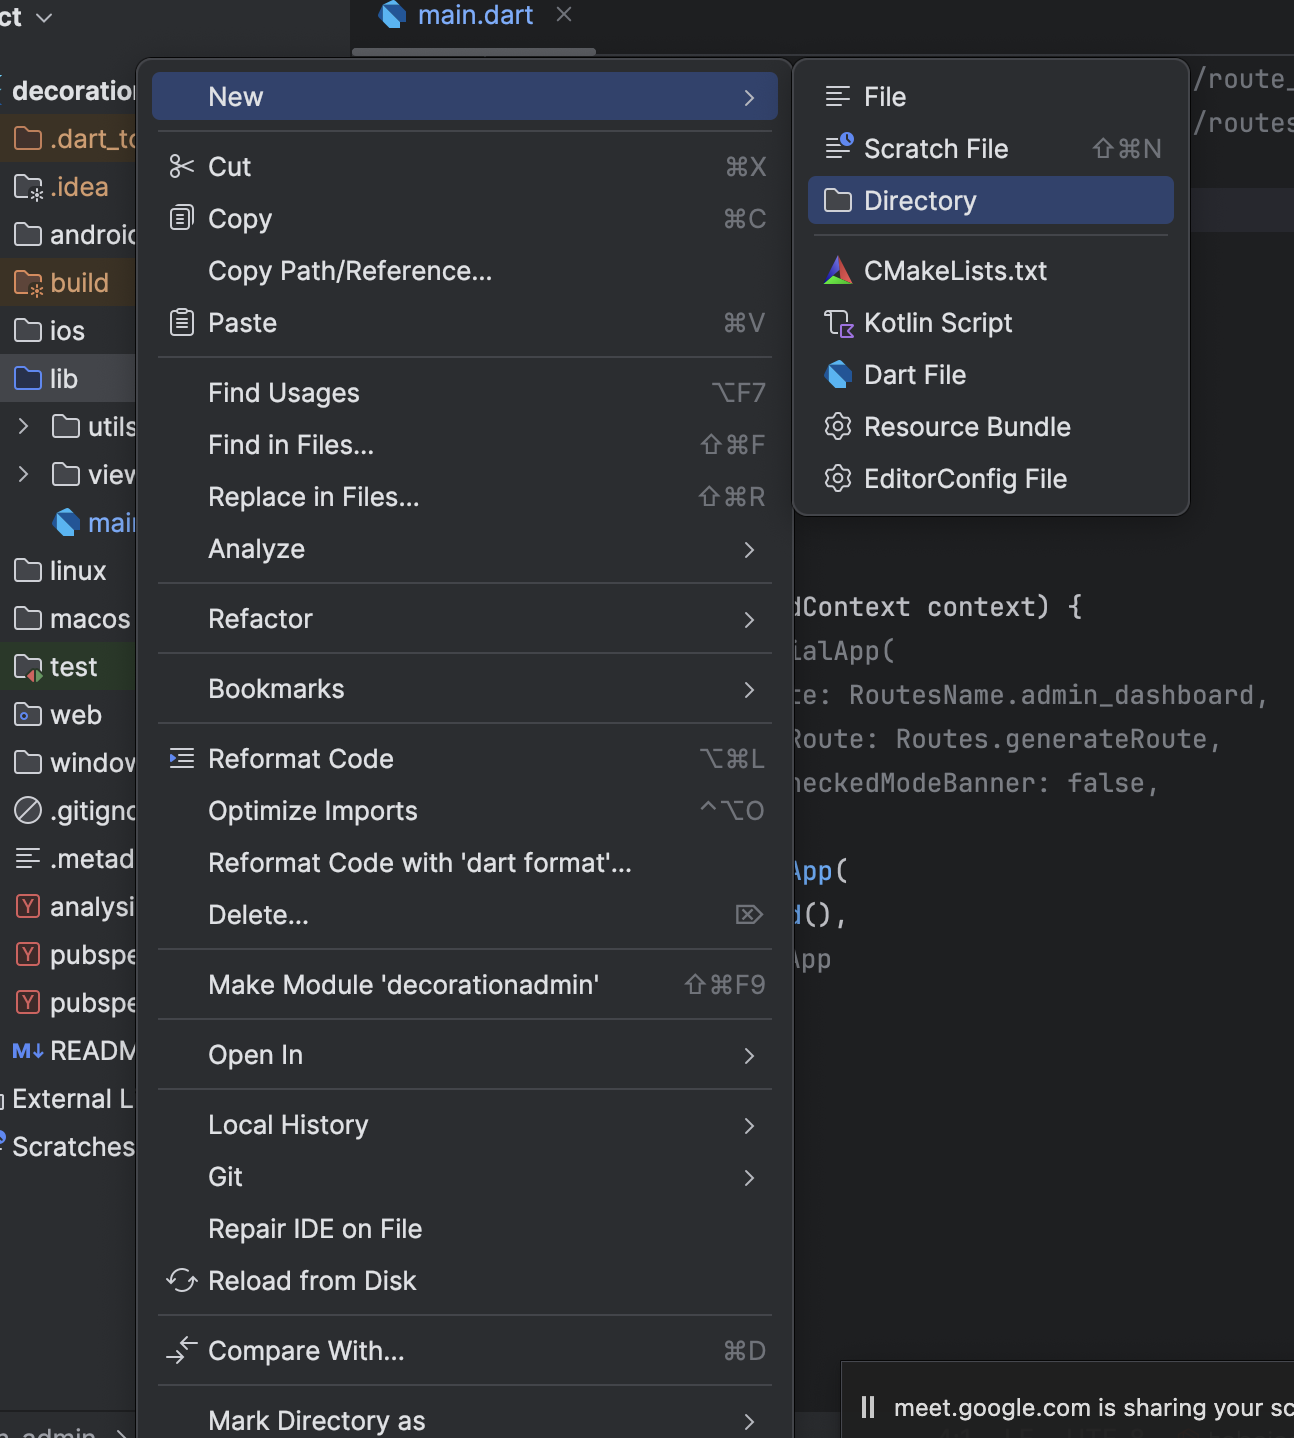 main.dart
New
Cut ⌘X
Copy ⌘C
Copy Path/Reference...
Paste ⌘V
Find Usages ⌥F7
Find in Files... ⇧⌘F
Replace in Files... ⇧⌘R
Analyze
Refactor
Bookmarks
Reformat Code ⌥⌘L
Optimize Imports ^⌥O
Reformat Code with 'dart format'...
Delete... ⌦
Make Module 'decorationadmin' ⇧⌘F9
Open In
Local History
Git
Repair IDE on File
Reload from Disk
Compare With... ⌘D
Mark Directory as
File
Scratch File ⇧⌘N
Directory
CMakeLists.txt
Kotlin Script
Dart File
Resource Bundle
EditorConfig File
ct
decoration
.dart_to
.idea
android
build
ios
lib
utils
view
main
linux
macos
test
web
window
.gitigno
.metad
Y analysi
Y pubspe
Y pubspe
M↓ READM
External L
Scratches
/route_
/routes
dContext context) {
ialApp(
te: RoutesName.admin_dashboard,
Route: Routes.generateRoute,
heckedModeBanner: false,
App(
d(),
App
meet.google.com is sharing your sc